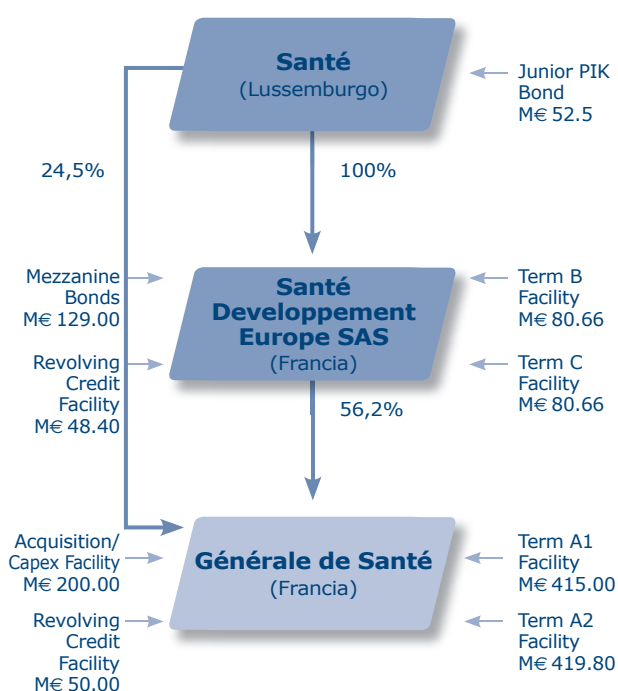 Santé
(Lussemburgo)
Junior PIK
Bond
M€ 52.5
24,5%
100%
Mezzanine
Bonds
M€ 129.00
Santé
Developpement
Europe SAS
(Francia)
Term B
Facility
M€ 80.66
Revolving
Credit
Facility
M€ 48.40
Term C
Facility
M€ 80.66
56,2%
Acquisition/
Capex Facility
M€ 200.00
Générale de Santé
(Francia)
Term A1
Facility
M€ 415.00
Revolving
Credit
Facility
M€ 50.00
Term A2
Facility
M€ 419.80